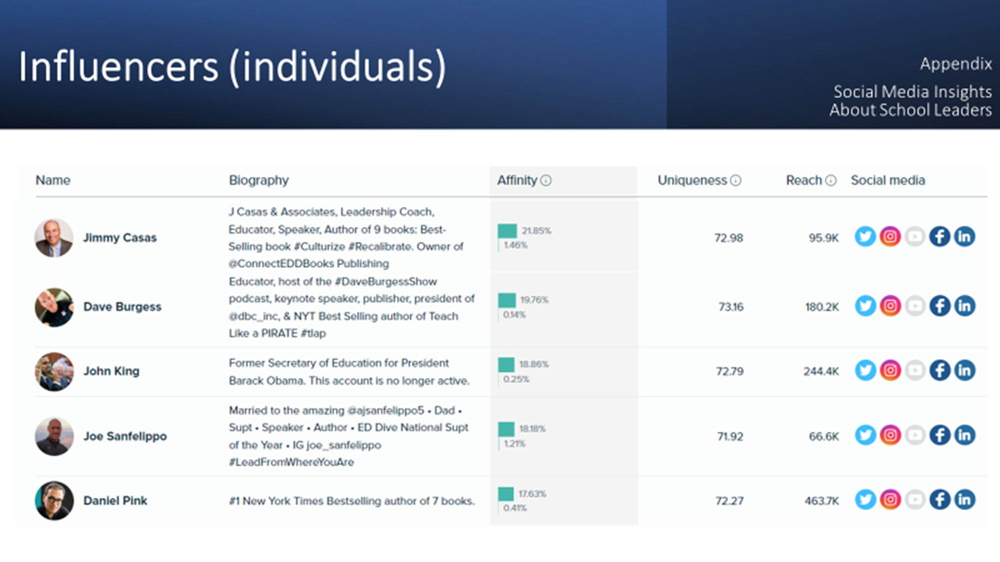 Influencers (individuals)
Appendix
Social Media Insights
About School Leaders
Name Biography Affinity Uniqueness Reach Social media
J Casas & Associates, Leadership Coach,
Educator, Speaker, Author of 9 books: Best-
Selling book #Culturize #Recalibrate. Owner of
@ConnectEDDBooks Publishing
Jimmy Casas
21.85%
1.46%
72.98
95.9K
Educator, host of the #DaveBurgessShow
podcast, keynote speaker, publisher, president of
@dbc_inc, & NYT Best Selling author of Teach
Like a PIRATE #tlap
Dave Burgess
19.76%
0.14%
73.16
180.2K
John King
Former Secretary of Education for President
Barack Obama. This account is no longer active.
18.86%
0.25%
72.79
244.4K
Joe Sanfelippo
Married to the amazing @ajsanfelippo5 • Dad •
Supt • Speaker • Author • ED Dive National Supt
of the Year • IG joe_sanfelippo
#LeadFromWhereYouAre
18.18%
1.21%
71.92
66.6K
Daniel Pink
#1 New York Times Bestselling author of 7 books.
17.63%
0.41%
72.27
463.7K